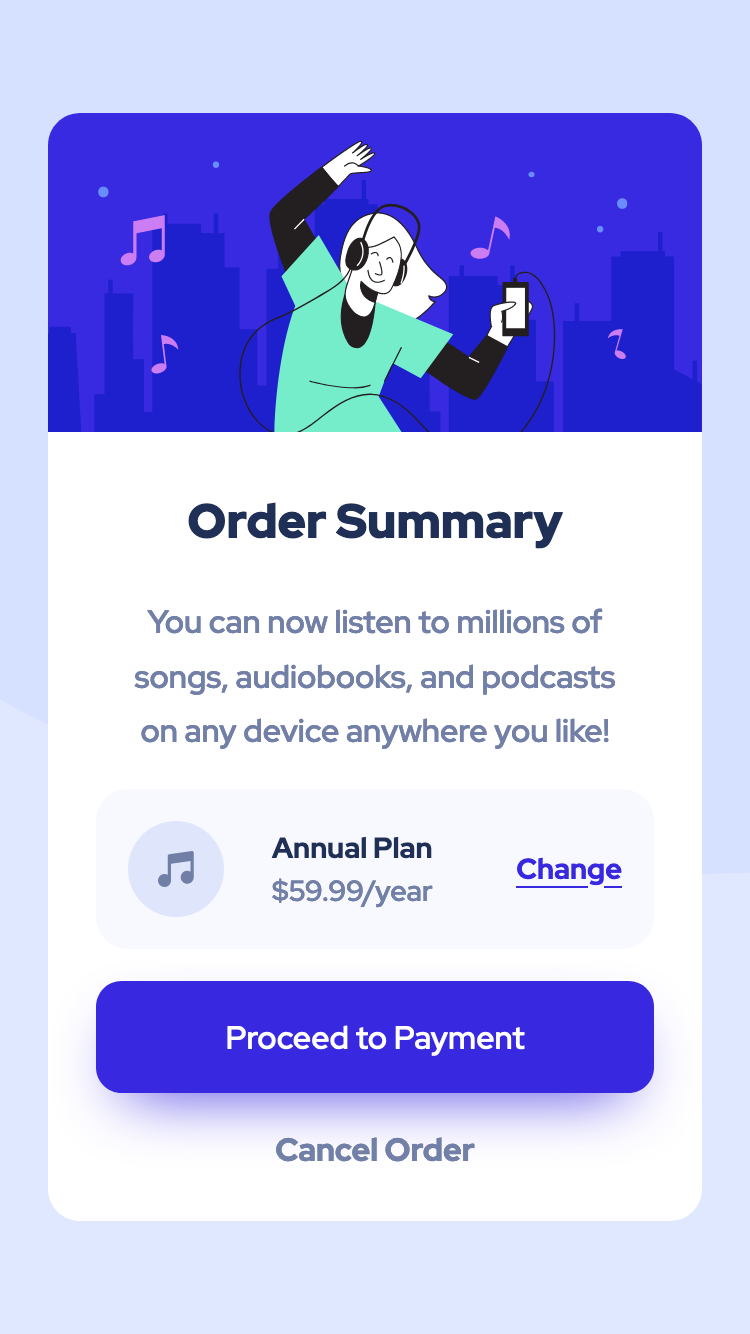 Order Summary
You can now listen to millions of
songs, audiobooks, and podcasts
on any device anywhere you like!
Annual Plan
$59.99/year
Change
Proceed to Payment
Cancel Order